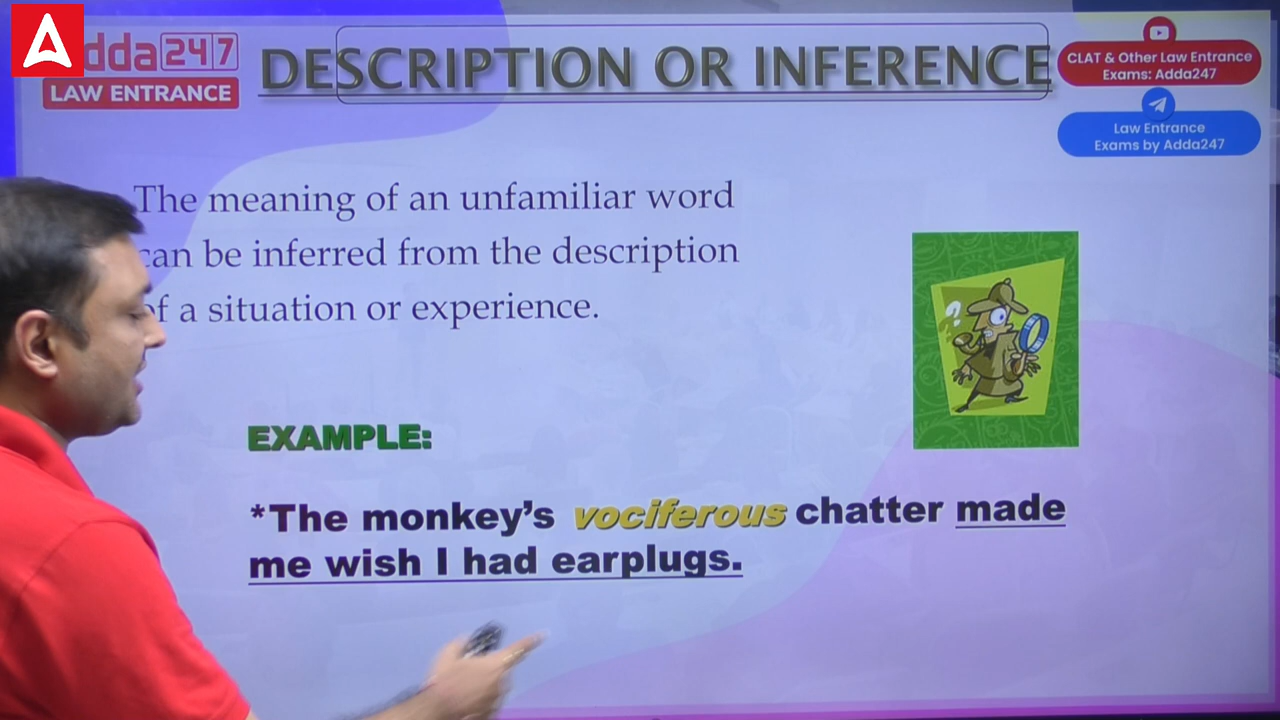 dda247
LAW ENTRANCE
DESCRIPTION OR INFERENCE
CLAT & Other Law Entrance
Exams: Adda247
Law Entrance
Exams by Adda247
The meaning of an unfamiliar word
can be inferred from the description
of a situation or experience.
?
EXAMPLE:
*The monkey's vociferous chatter made
me wish I had earplugs.